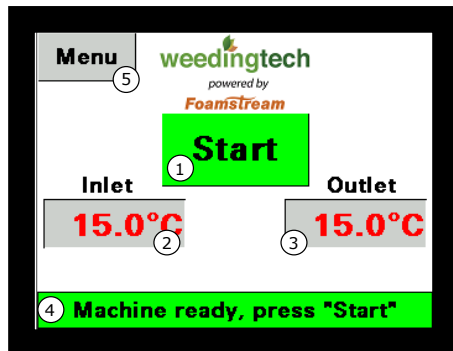 Menu
5
weedingtech
powered by
Foamstream
Start
1
Inlet
Outlet
15.0°C
2
3
15.0°C
4
Machine ready, press "Start"